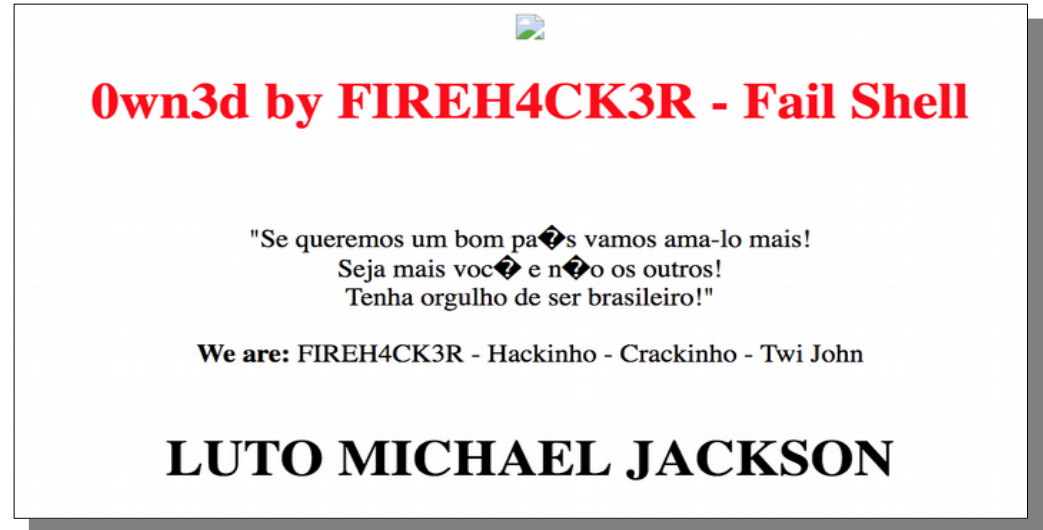 0wn3d by FIREH4CK3R - Fail Shell
"Se queremos um bom pa�s vamos ama-lo mais!
Seja mais voc� e n�o os outros!
Tenha orgulho de ser brasileiro!"
We are: FIREH4CK3R - Hackinho - Crackinho - Twi John
LUTO MICHAEL JACKSON